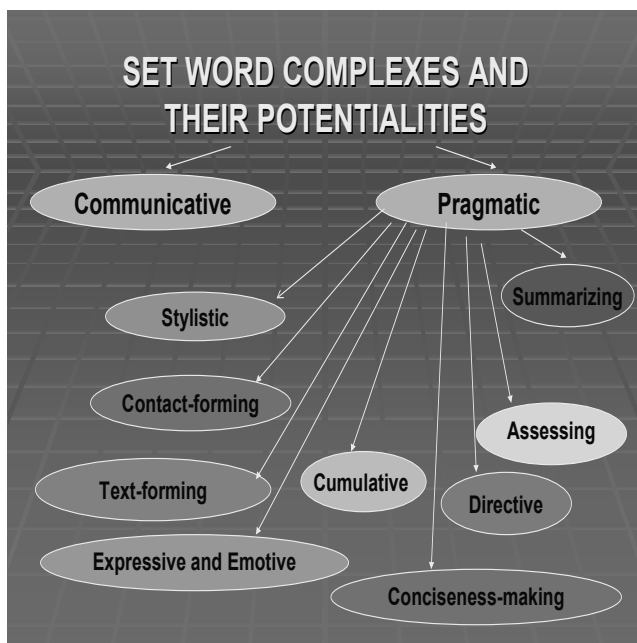 SET WORD COMPLEXES AND
THEIR POTENTIALITIES
Communicative
Pragmatic
Summarizing
Stylistic
Contact-forming
Assessing
Text-forming
Cumulative
Directive
Expressive and Emotive
Conciseness-making